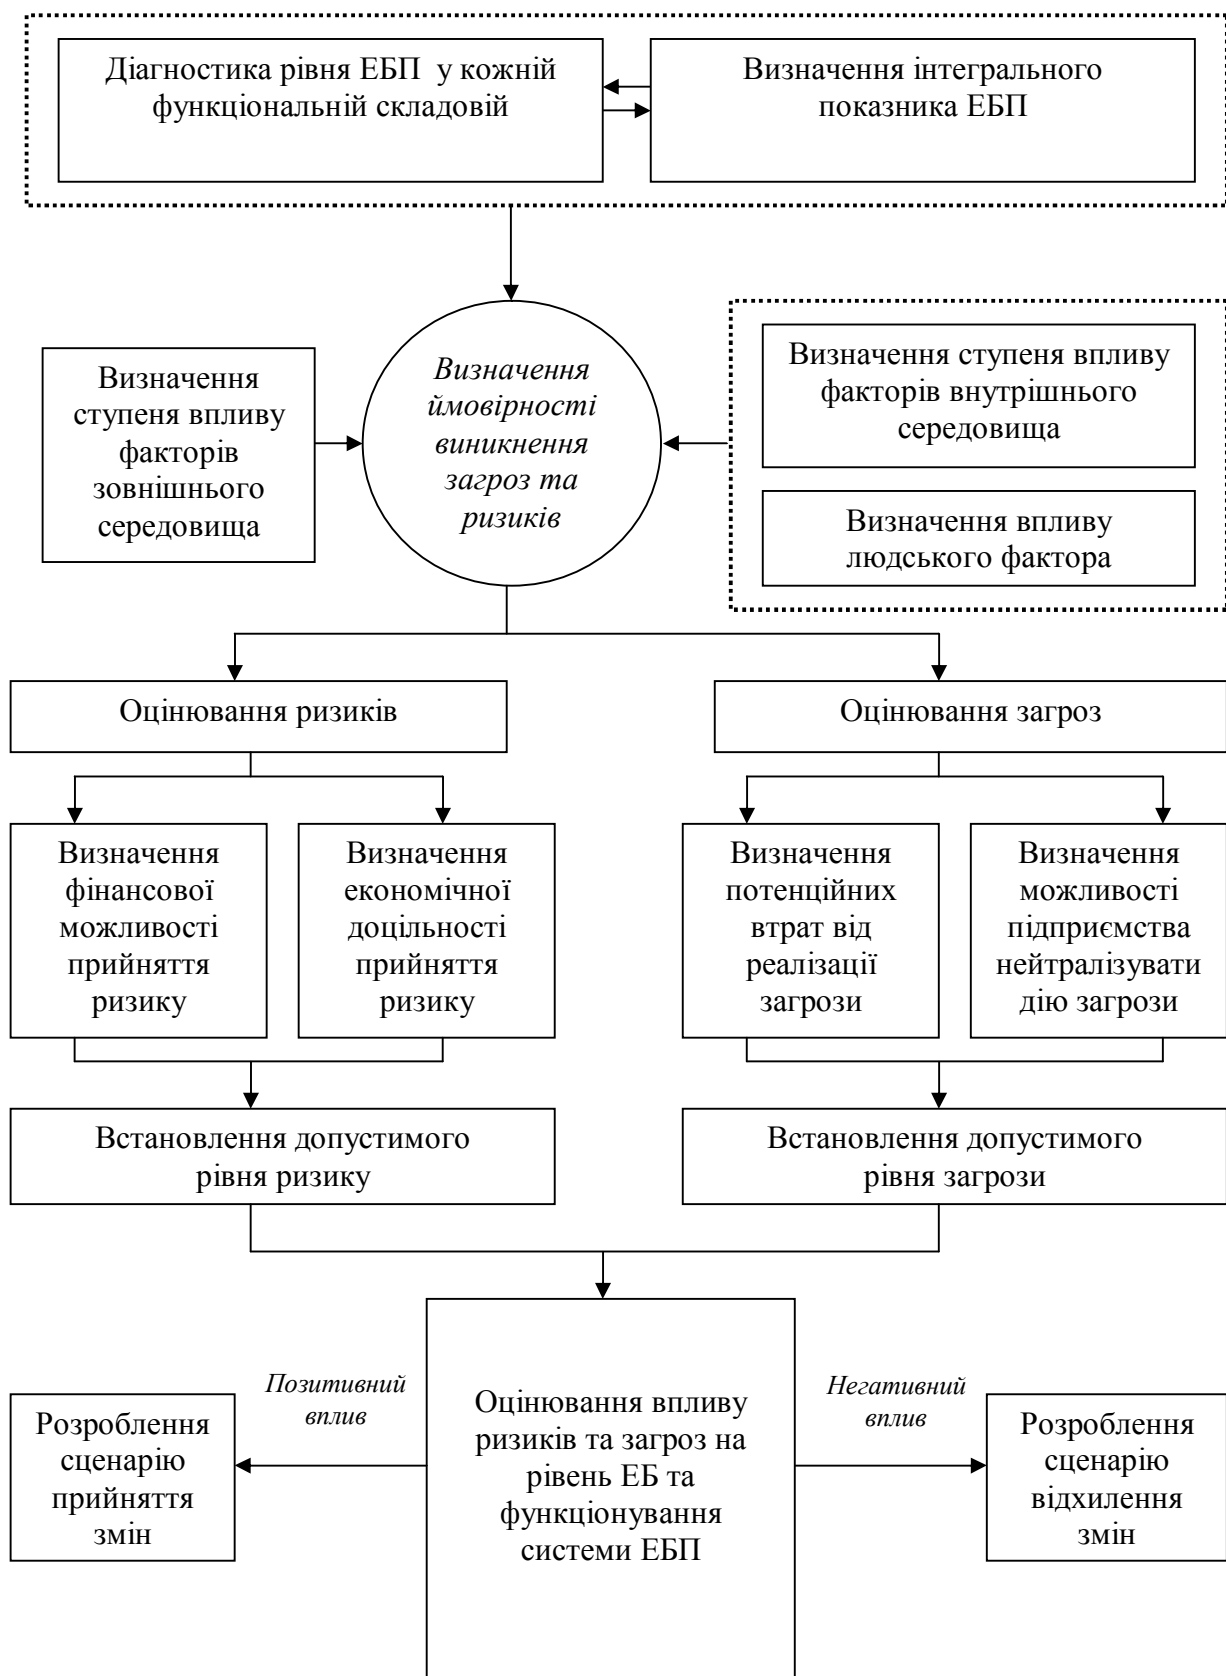 Діагностика рівня ЕБП у кожній
функціональній складовій
Визначення інтегрального
показника ЕБП
Визначення
ступеня впливу
факторів
зовнішнього
середовища
Визначення
ймовірності
виникнення
загроз та
ризиків
Визначення ступеня впливу
факторів внутрішнього
середовища
Визначення впливу
людського фактора
Оцінювання ризиків
Оцінювання загроз
Визначення
фінансової
можливості
прийняття
ризику
Визначення
економічної
доцільності
прийняття
ризику
Визначення
потенційних
втрат від
реалізації
загрози
Визначення
можливості
підприємства
нейтралізувати
дію загрози
Встановлення допустимого
рівня ризику
Встановлення допустимого
рівня загрози
Позитивний
вплив
Негативний
вплив
Розроблення
сценарію
прийняття
змін
Оцінювання впливу
ризиків та загроз на
рівень ЕБ та
функціонування
системи ЕБП
Розроблення
сценарію
відхилення
змін